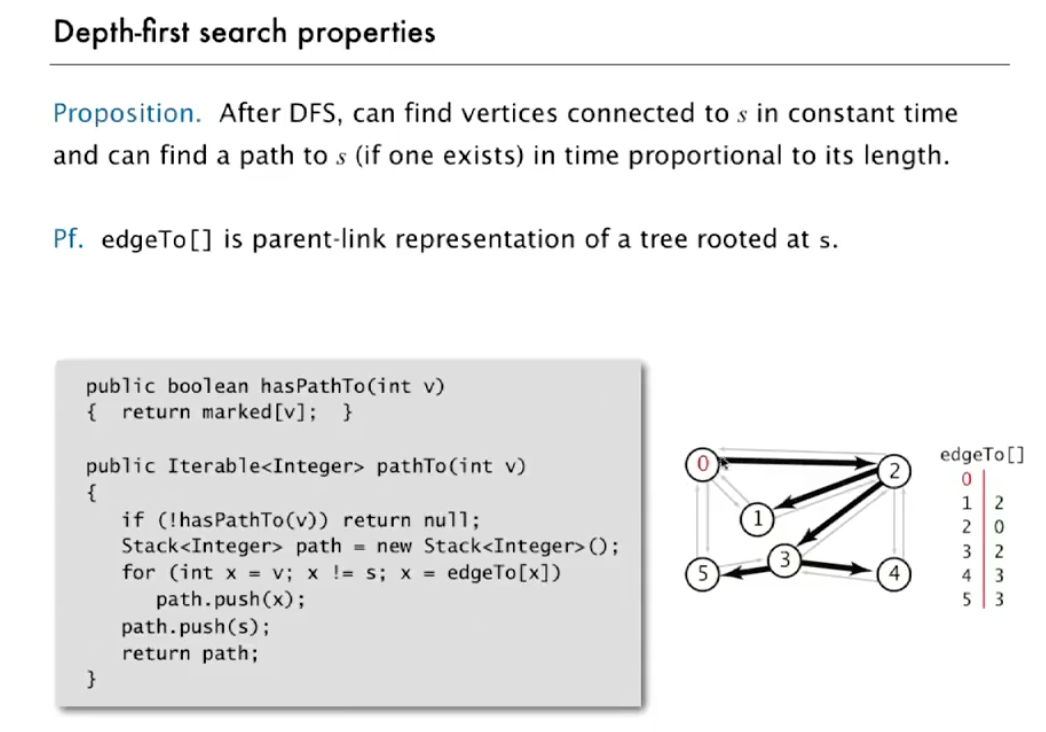 Depth-first search properties
Proposition. After DFS, can find vertices connected to s in constant time
and can find a path to s (if one exists) in time proportional to its length.
Pf. edgeTo[] is parent-link representation of a tree rooted at s.
public boolean hasPathTo(int v)
{ return marked[v]; }
public Iterable<Integer> pathTo(int v)
{
if (!hasPathTo(v)) return null;
Stack<Integer> path = new Stack<Integer>();
for (int x = v; x != s; x = edgeTo[x])
path.push(x);
path.push(s);
return path;
}
0
2
1
3
5
4
edgeTo[]
0
1 2
2 0
3 2
4 3
5 3